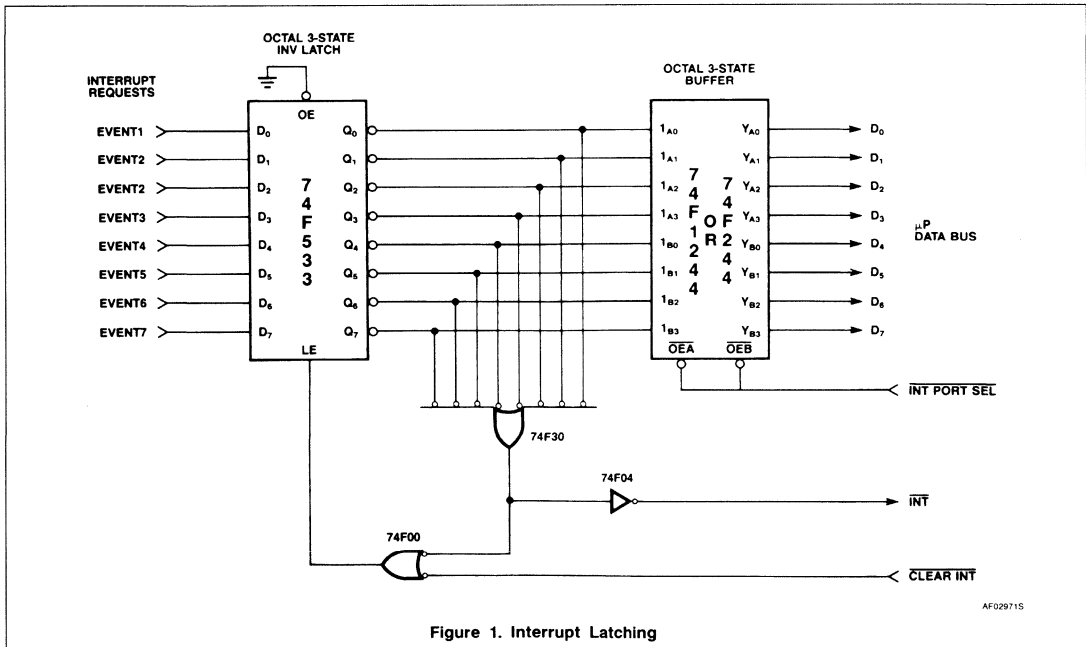 OCTAL 3-STATE
INV LATCH
OCTAL 3-STATE
BUFFER
INTERRUPT
REQUESTS
OE
EVENT1 D0 Q0 1A0 YA0 D0
EVENT2 D1 Q1 1A1 YA1 D1
EVENT2 D2 Q2 1A2 YA2 D2
EVENT3 D3 Q3 1A3 YA3 D3
EVENT4 D4 Q4 1B0 YB0 D4
EVENT5 D5 Q5 1B1 YB1 D5
EVENT6 D6 Q6 1B2 YB2 D6
EVENT7 D7 Q7 1B3 YB3 D7
74F533
74F1244
OR
74F244
μP
DATA BUS
LE
OEA OEB
INT PORT SEL
74F30
74F04
INT
74F00
CLEAR INT
AF02971S
Figure 1. Interrupt Latching